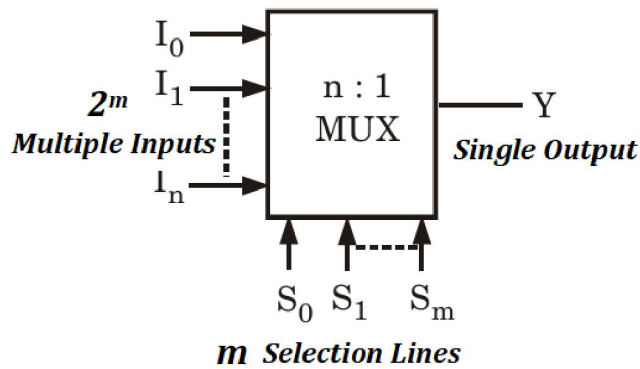 I₀
I₁
2ᵐ
Multiple Inputs
Iₙ
n : 1
MUX
Y
Single Output
S₀ S₁ Sₘ
m Selection Lines